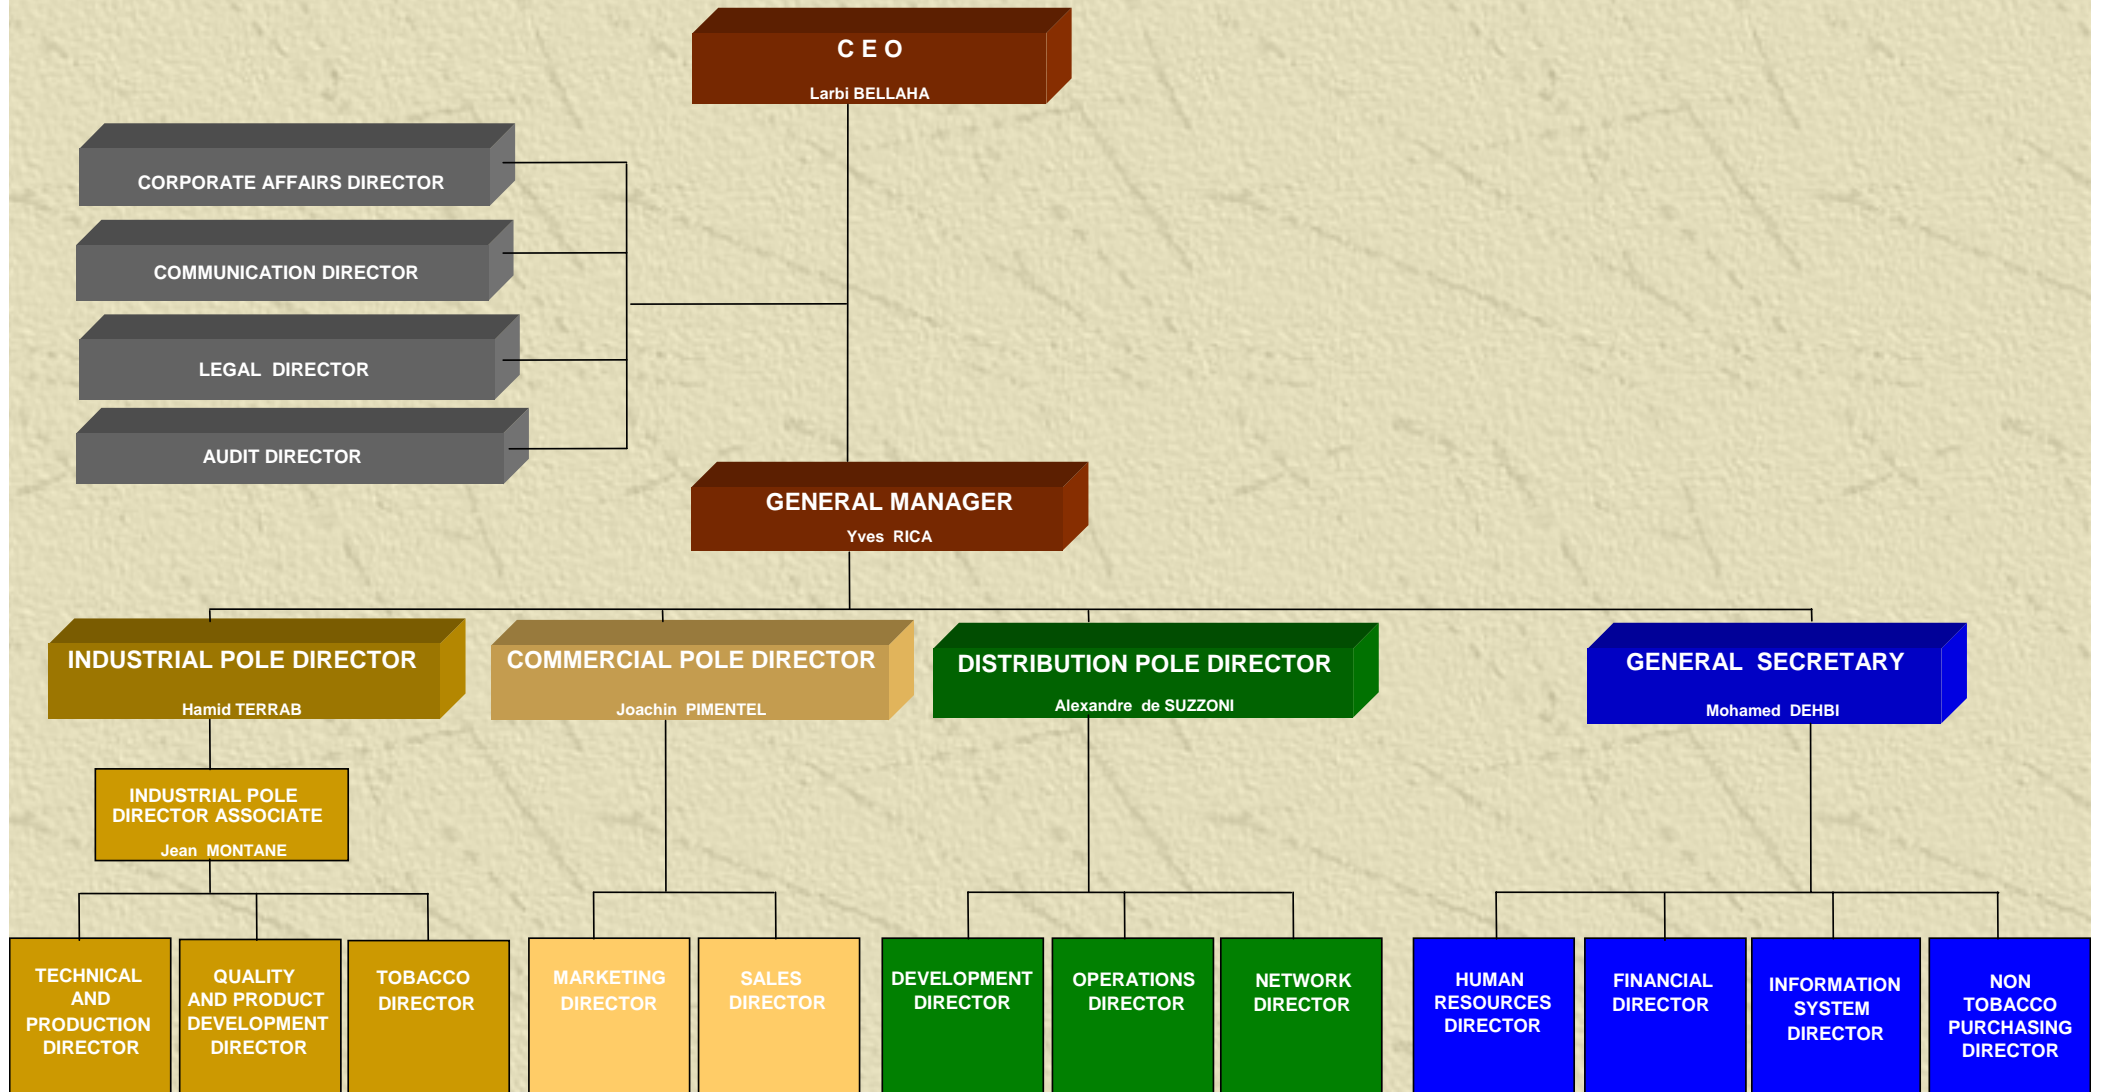 C E O
Larbi BELLAHA
CORPORATE AFFAIRS DIRECTOR
COMMUNICATION DIRECTOR
LEGAL DIRECTOR
AUDIT DIRECTOR
GENERAL MANAGER
Yves RICA
INDUSTRIAL POLE DIRECTOR
Hamid TERRAB
COMMERCIAL POLE DIRECTOR
Joachin PIMENTEL
DISTRIBUTION POLE DIRECTOR
Alexandre de SUZZONI
GENERAL SECRETARY
Mohamed DEHBI
INDUSTRIAL POLE
DIRECTOR ASSOCIATE
Jean MONTANE
TECHNICAL
AND
PRODUCTION
DIRECTOR
QUALITY
AND PRODUCT
DEVELOPMENT
DIRECTOR
TOBACCO
DIRECTOR
MARKETING
DIRECTOR
SALES
DIRECTOR
DEVELOPMENT
DIRECTOR
OPERATIONS
DIRECTOR
NETWORK
DIRECTOR
HUMAN
RESOURCES
DIRECTOR
FINANCIAL
DIRECTOR
INFORMATION
SYSTEM
DIRECTOR
NON
TOBACCO
PURCHASING
DIRECTOR